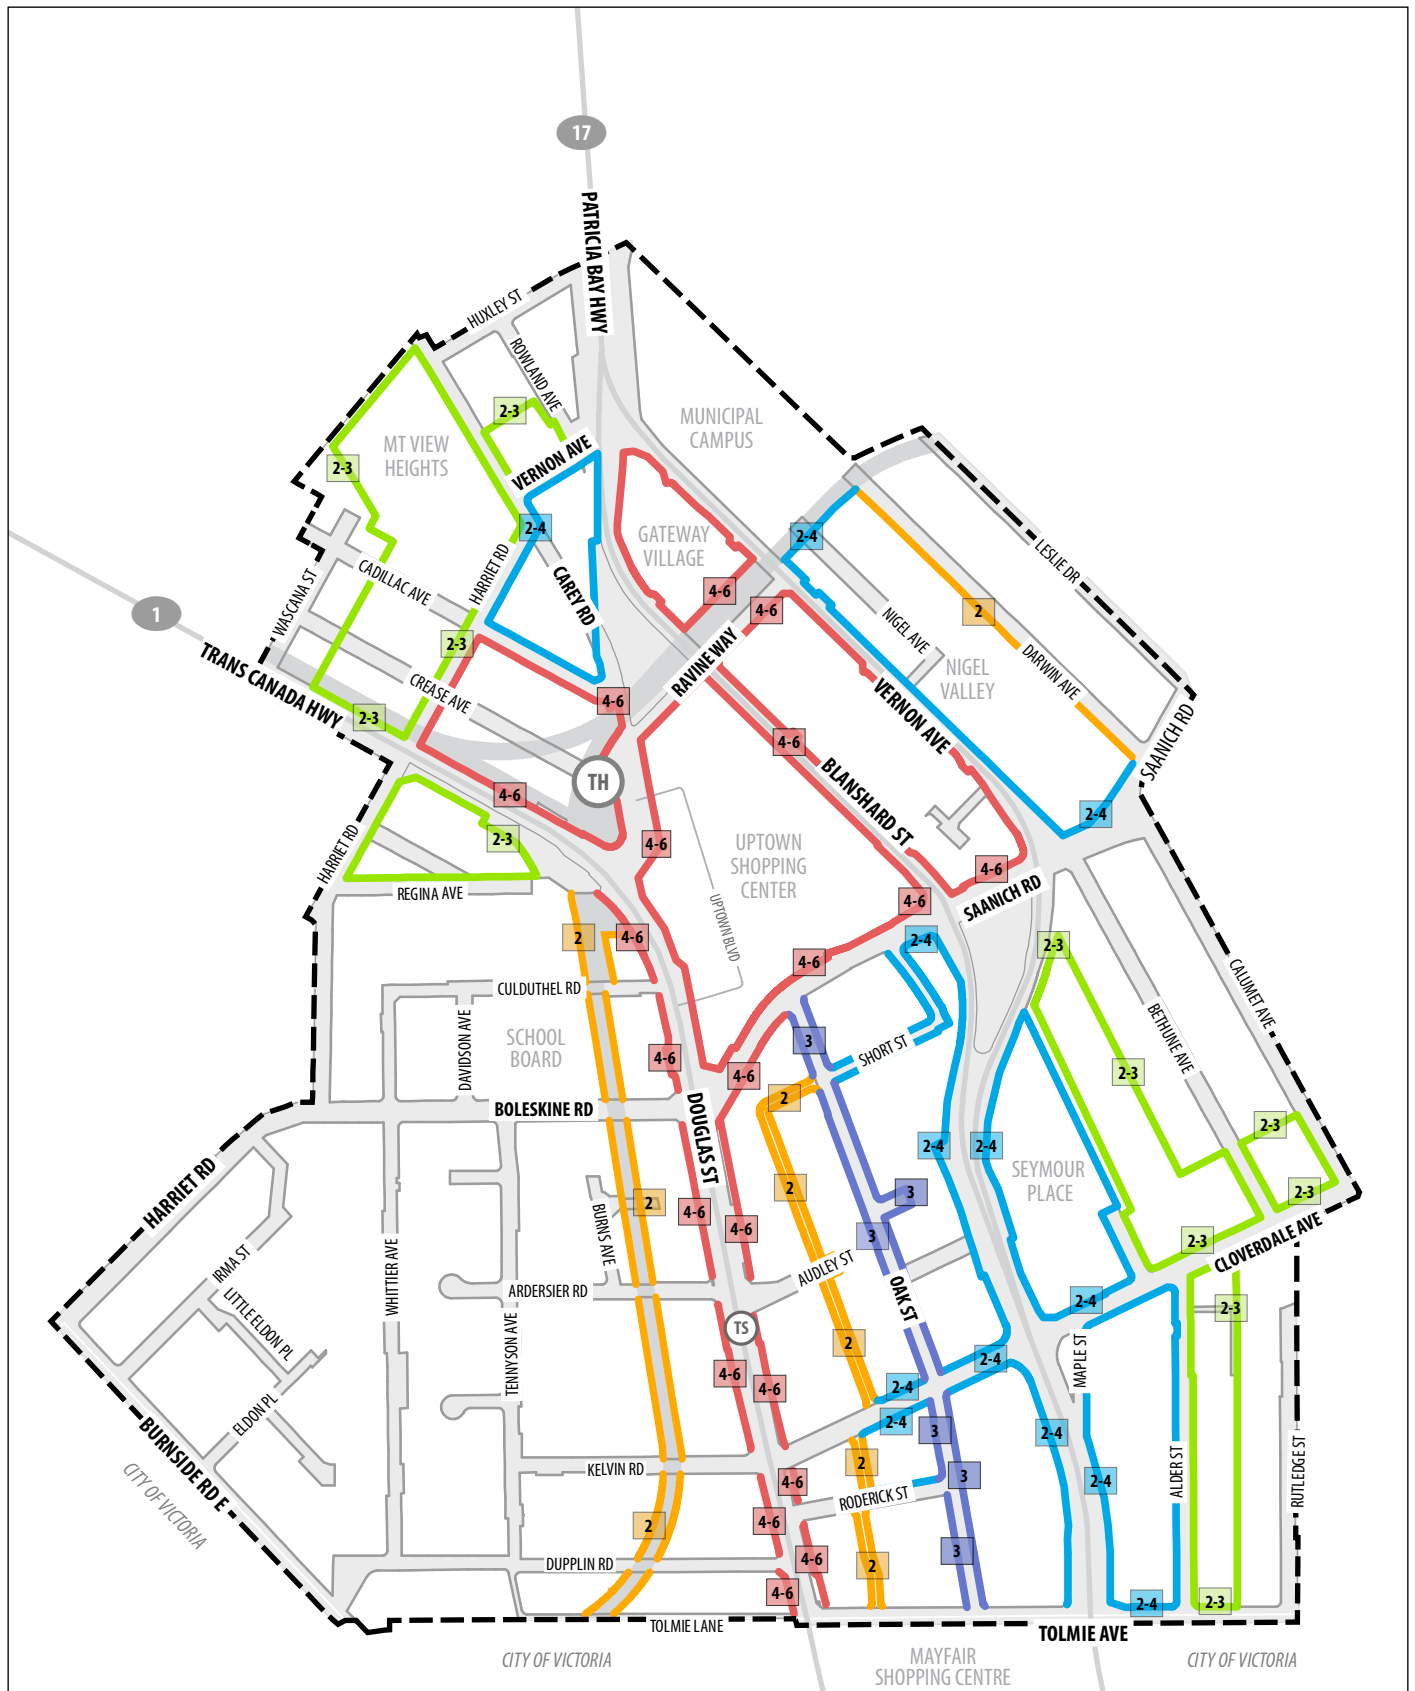 17
PATRICIA BAY HWY
HUXLEY ST
ROWLAND AVE
2-3
MUNICIPAL
CAMPUS
MT VIEW
HEIGHTS
2-3
VERNON AVE
2-4
GATEWAY
VILLAGE
2-4
LESLIE DR
HARRIET RD
CADILLAC AVE
WASCANA ST
CAREY RD
4-6
4-6
2
NIGEL AVE
1
2-3
RAVINE WAY
NIGEL
VALLEY
DARWIN AVE
TRANS CANADA HWY
CREASE AVE
4-6
VERNON AVE
2-3
4-6
SAANICH RD
TH
4-6
BLANSHARD ST
2-4
HARRIET RD
2-3
4-6
UPTOWN
SHOPPING
CENTER
4-6
REGINA AVE
UPTOWN BLVD
4-6
SAANICH RD
2
4-6
2-4
2-3
4-6
CULDUTHEL RD
CALUMET AVE
DAVIDSON AVE
SCHOOL
BOARD
3
SHORT ST
BETHUNE AVE
4-6
4-6
2-3
2
BOLESKINE RD
DOUGLAS ST
2-3
2-4
2-4
HARRIET RD
SEYMOUR
PLACE
2
3
2-3
2
4-6
4-6
BURNS AVE
3
2-3
CLOVERDALE AVE
IRMA ST
WHITTIER AVE
AUDLEY ST
ARDERSIER RD
OAK ST
2-4
2-3
LITTLE ELDON PL
TENNYSON AVE
TS
2
2-4
MAPLE ST
4-6
4-6
2-4
ELDON PL
2-4
3
2-4
BURNSIDE RD E
2
KELVIN RD
3
4-6
2-4
ALDER ST
RUTLEDGE ST
CITY OF VICTORIA
RODERICK ST
2
4-6
3
DUPPLIN RD
4-6
2
4-6
2-4
2-3
TOLMIE LANE
TOLMIE AVE
CITY OF VICTORIA
MAYFAIR
SHOPPING CENTRE
CITY OF VICTORIA